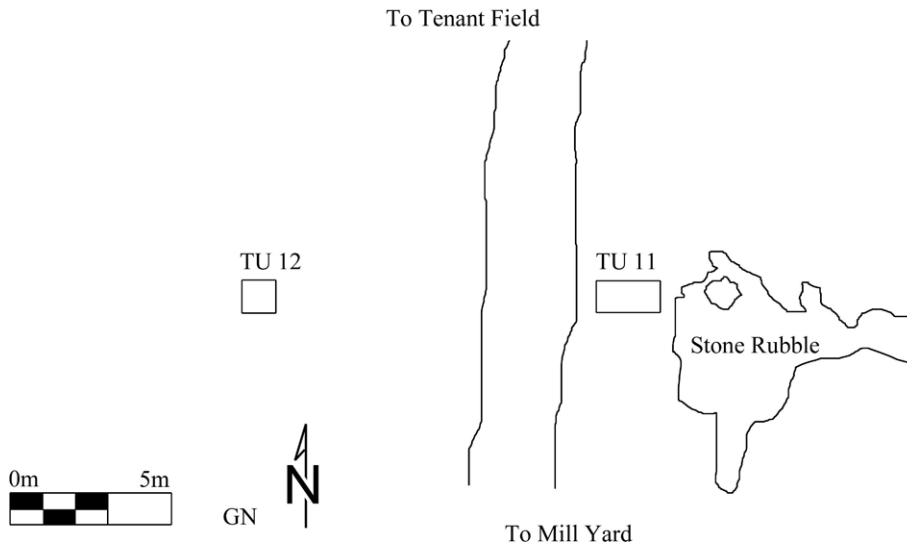 To Tenant Field
TU 12
TU 11
Stone Rubble
0m
5m
GN
N
To Mill Yard